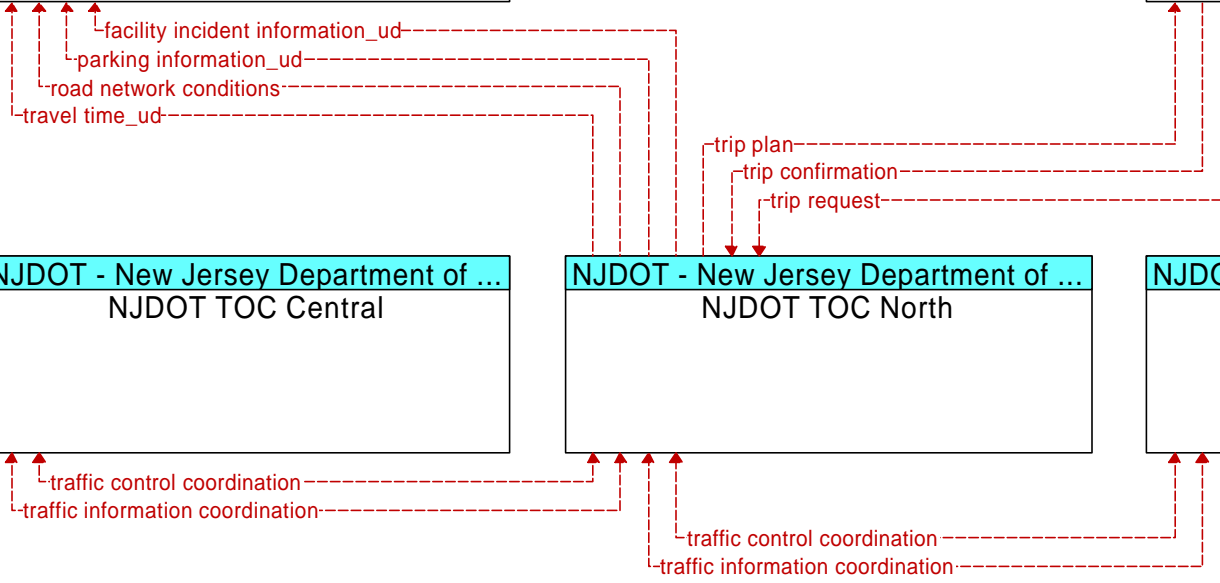 facility incident information_ud
parking information_ud
road network conditions
travel time_ud
trip plan
trip confirmation
trip request
NJDOT - New Jersey Department of ...
NJDOT TOC Central
NJDOT - New Jersey Department of ...
NJDOT TOC North
NJDO
traffic control coordination
traffic information coordination
traffic control coordination
traffic information coordination